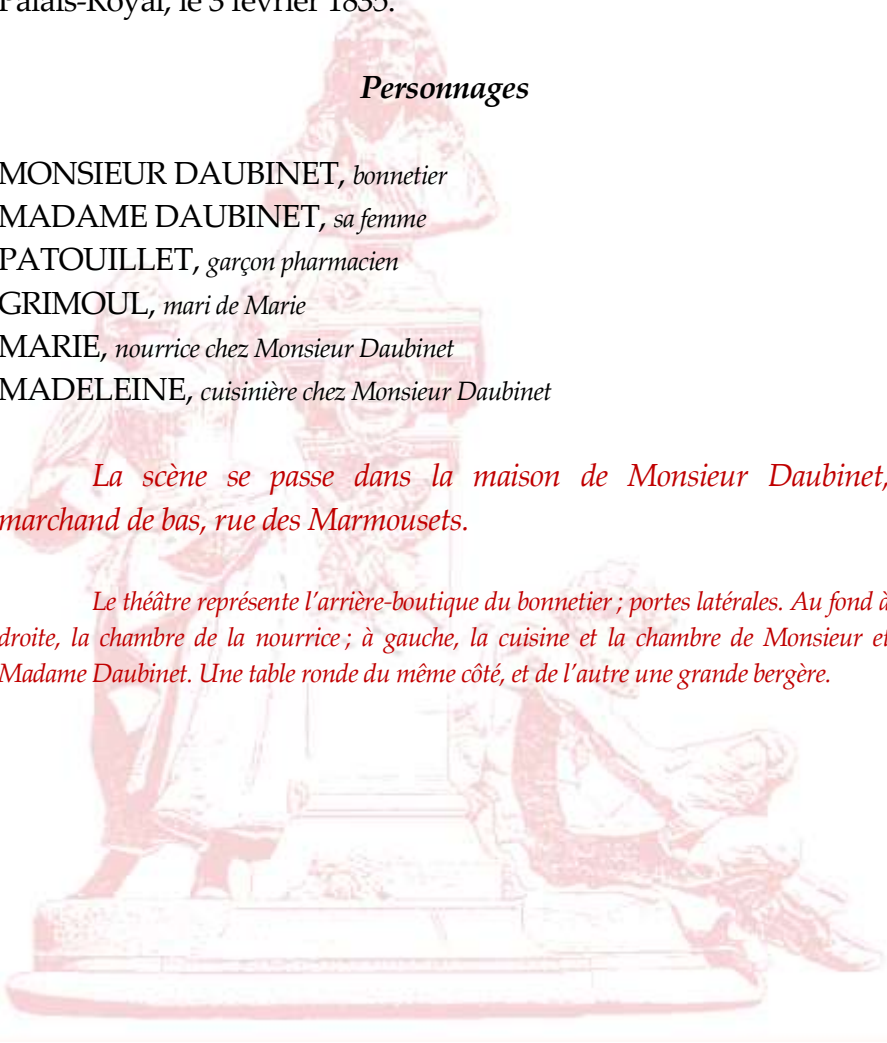 Palais-Royal, le 3 février 1835.
Personnages
MONSIEUR DAUBINET, bonnetier
MADAME DAUBINET, sa femme
PATOUILLET, garçon pharmacien
GRIMOUL, mari de Marie
MARIE, nourrice chez Monsieur Daubinet
MADELEINE, cuisinière chez Monsieur Daubinet
La scène se passe dans la maison de Monsieur Daubinet,
marchand de bas, rue des Marmousets.
Le théâtre représente l’arrière-boutique du bonnetier ; portes latérales. Au fond à
droite, la chambre de la nourrice ; à gauche, la cuisine et la chambre de Monsieur et
Madame Daubinet. Une table ronde du même côté, et de l’autre une grande bergère.